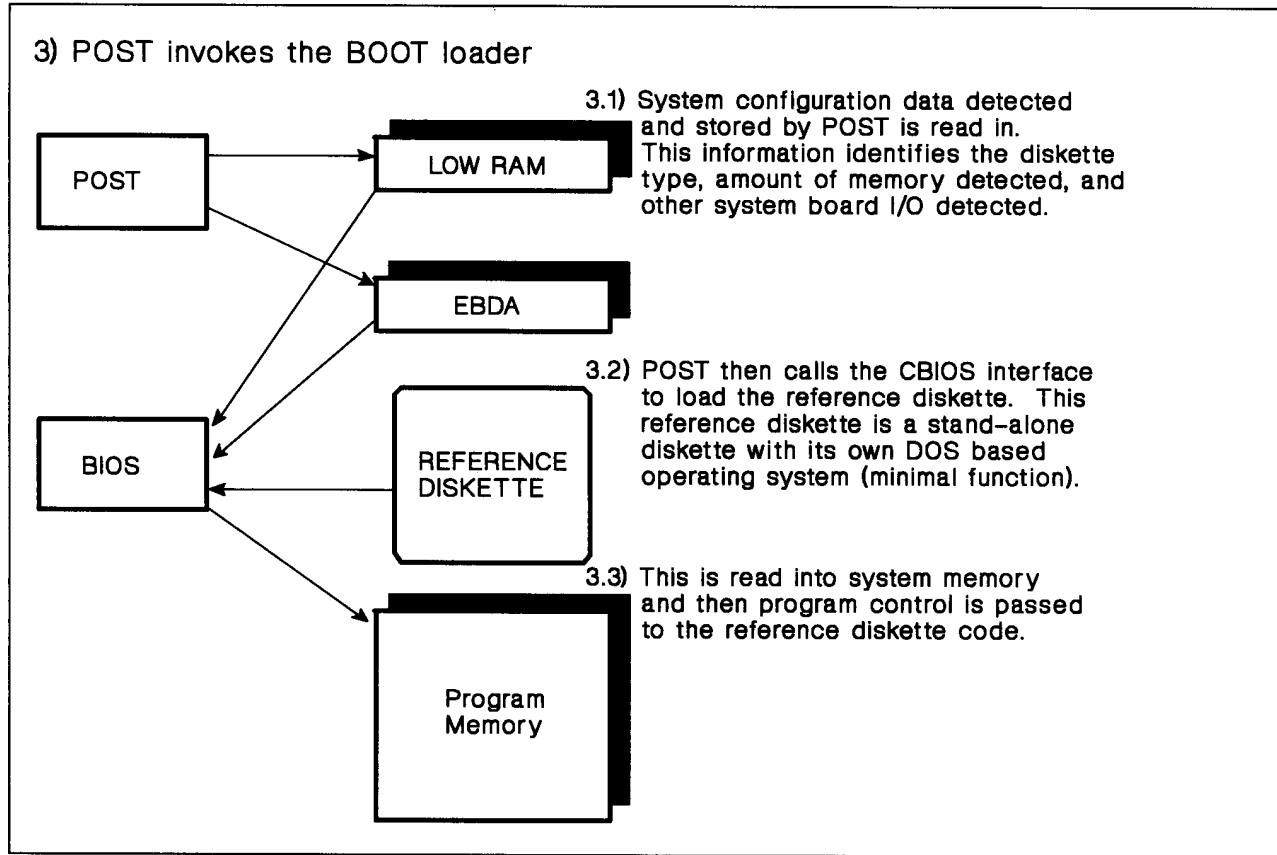 3) POST invokes the BOOT loader
POST
LOW RAM
EBDA
BIOS
REFERENCE
DISKETTE
Program
Memory
3.1) System configuration data detected
and stored by POST is read in.
This information identifies the diskette
type, amount of memory detected, and
other system board I/O detected.
3.2) POST then calls the CBIOS interface
to load the reference diskette. This
reference diskette is a stand-alone
diskette with its own DOS based
operating system (minimal function).
3.3) This is read into system memory
and then program control is passed
to the reference diskette code.